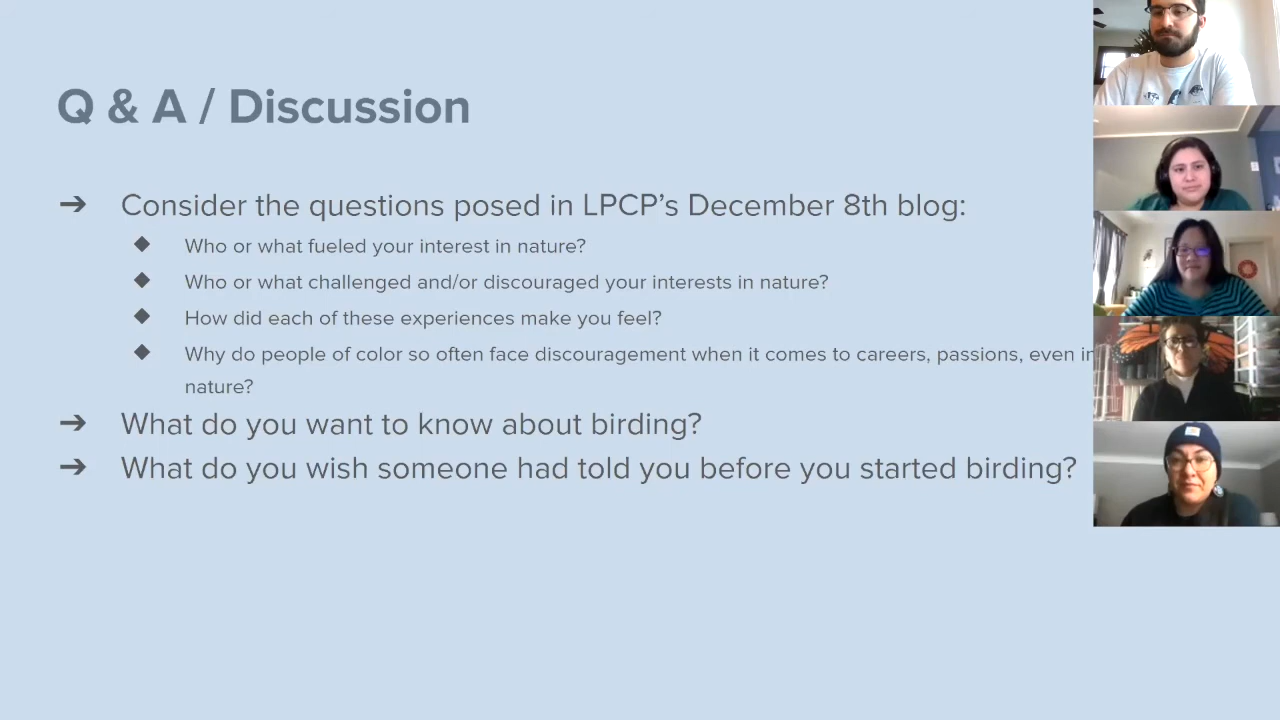 Q & A / Discussion
➔ Consider the questions posed in LPCP’s December 8th blog:
◆ Who or what fueled your interest in nature?
◆ Who or what challenged and/or discouraged your interests in nature?
◆ How did each of these experiences make you feel?
◆ Why do people of color so often face discouragement when it comes to careers, passions, even in
nature?
➔ What do you want to know about birding?
➔ What do you wish someone had told you before you started birding?